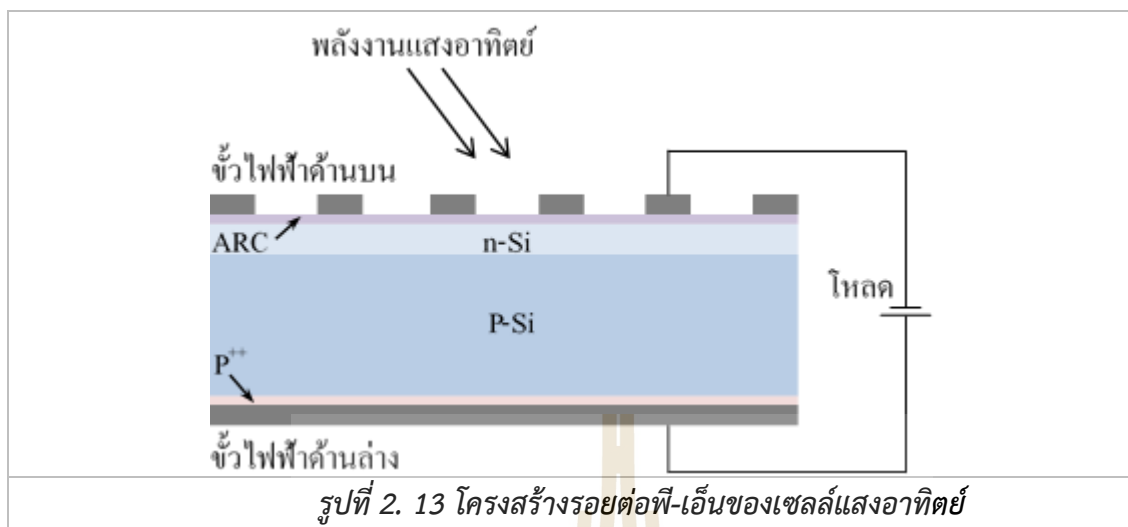 พลังงานแสงอาทิตย์
ขั้วไฟฟ้าด้านบน
ARC
n-Si
โหลด
P-Si
P++
ขั้วไฟฟ้าด้านล่าง
รูปที่ 2. 13 โครงสร้างรอยต่อพี-เอ็นของเซลล์แสงอาทิตย์